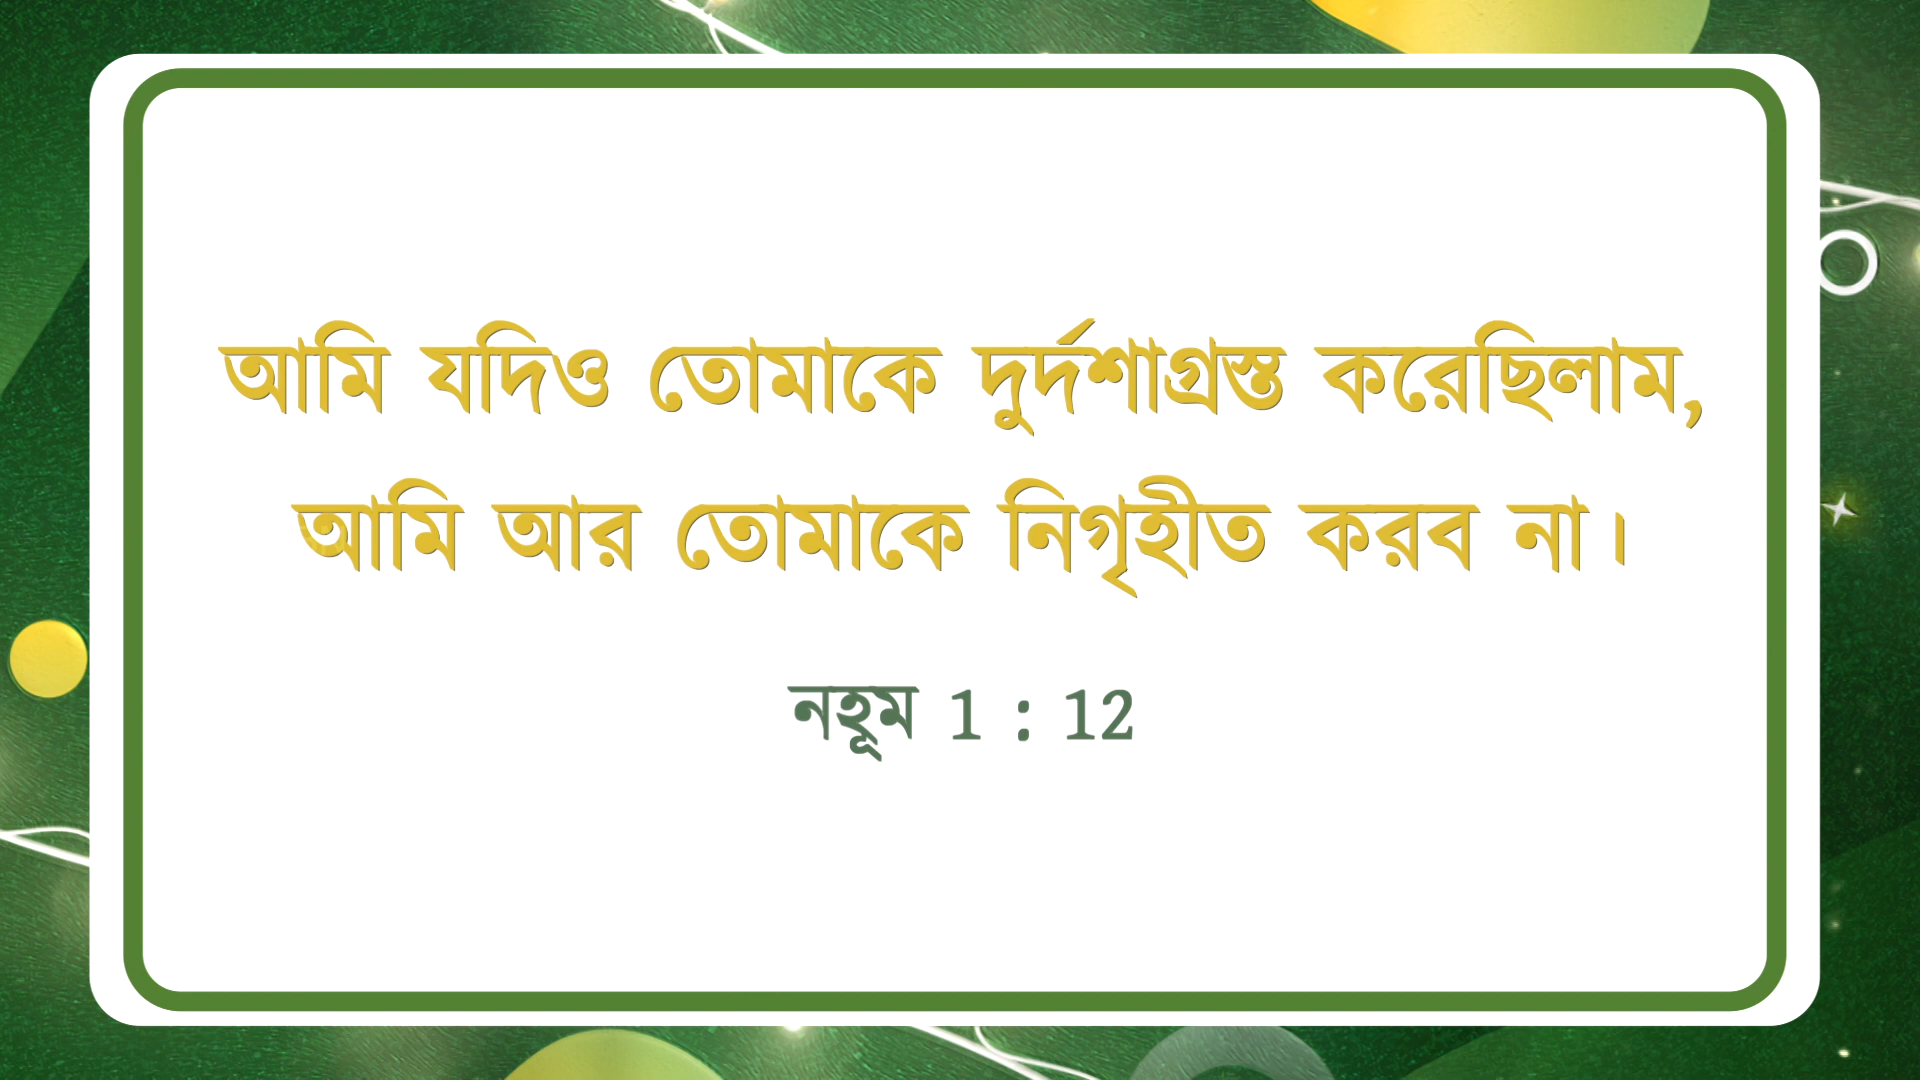 আমি যদিও তোমাকে দুর্দশাগ্রস্ত করেছিলাম,
আমি আর তোমাকে নিগৃহীত করব না।
নহূম 1 : 12